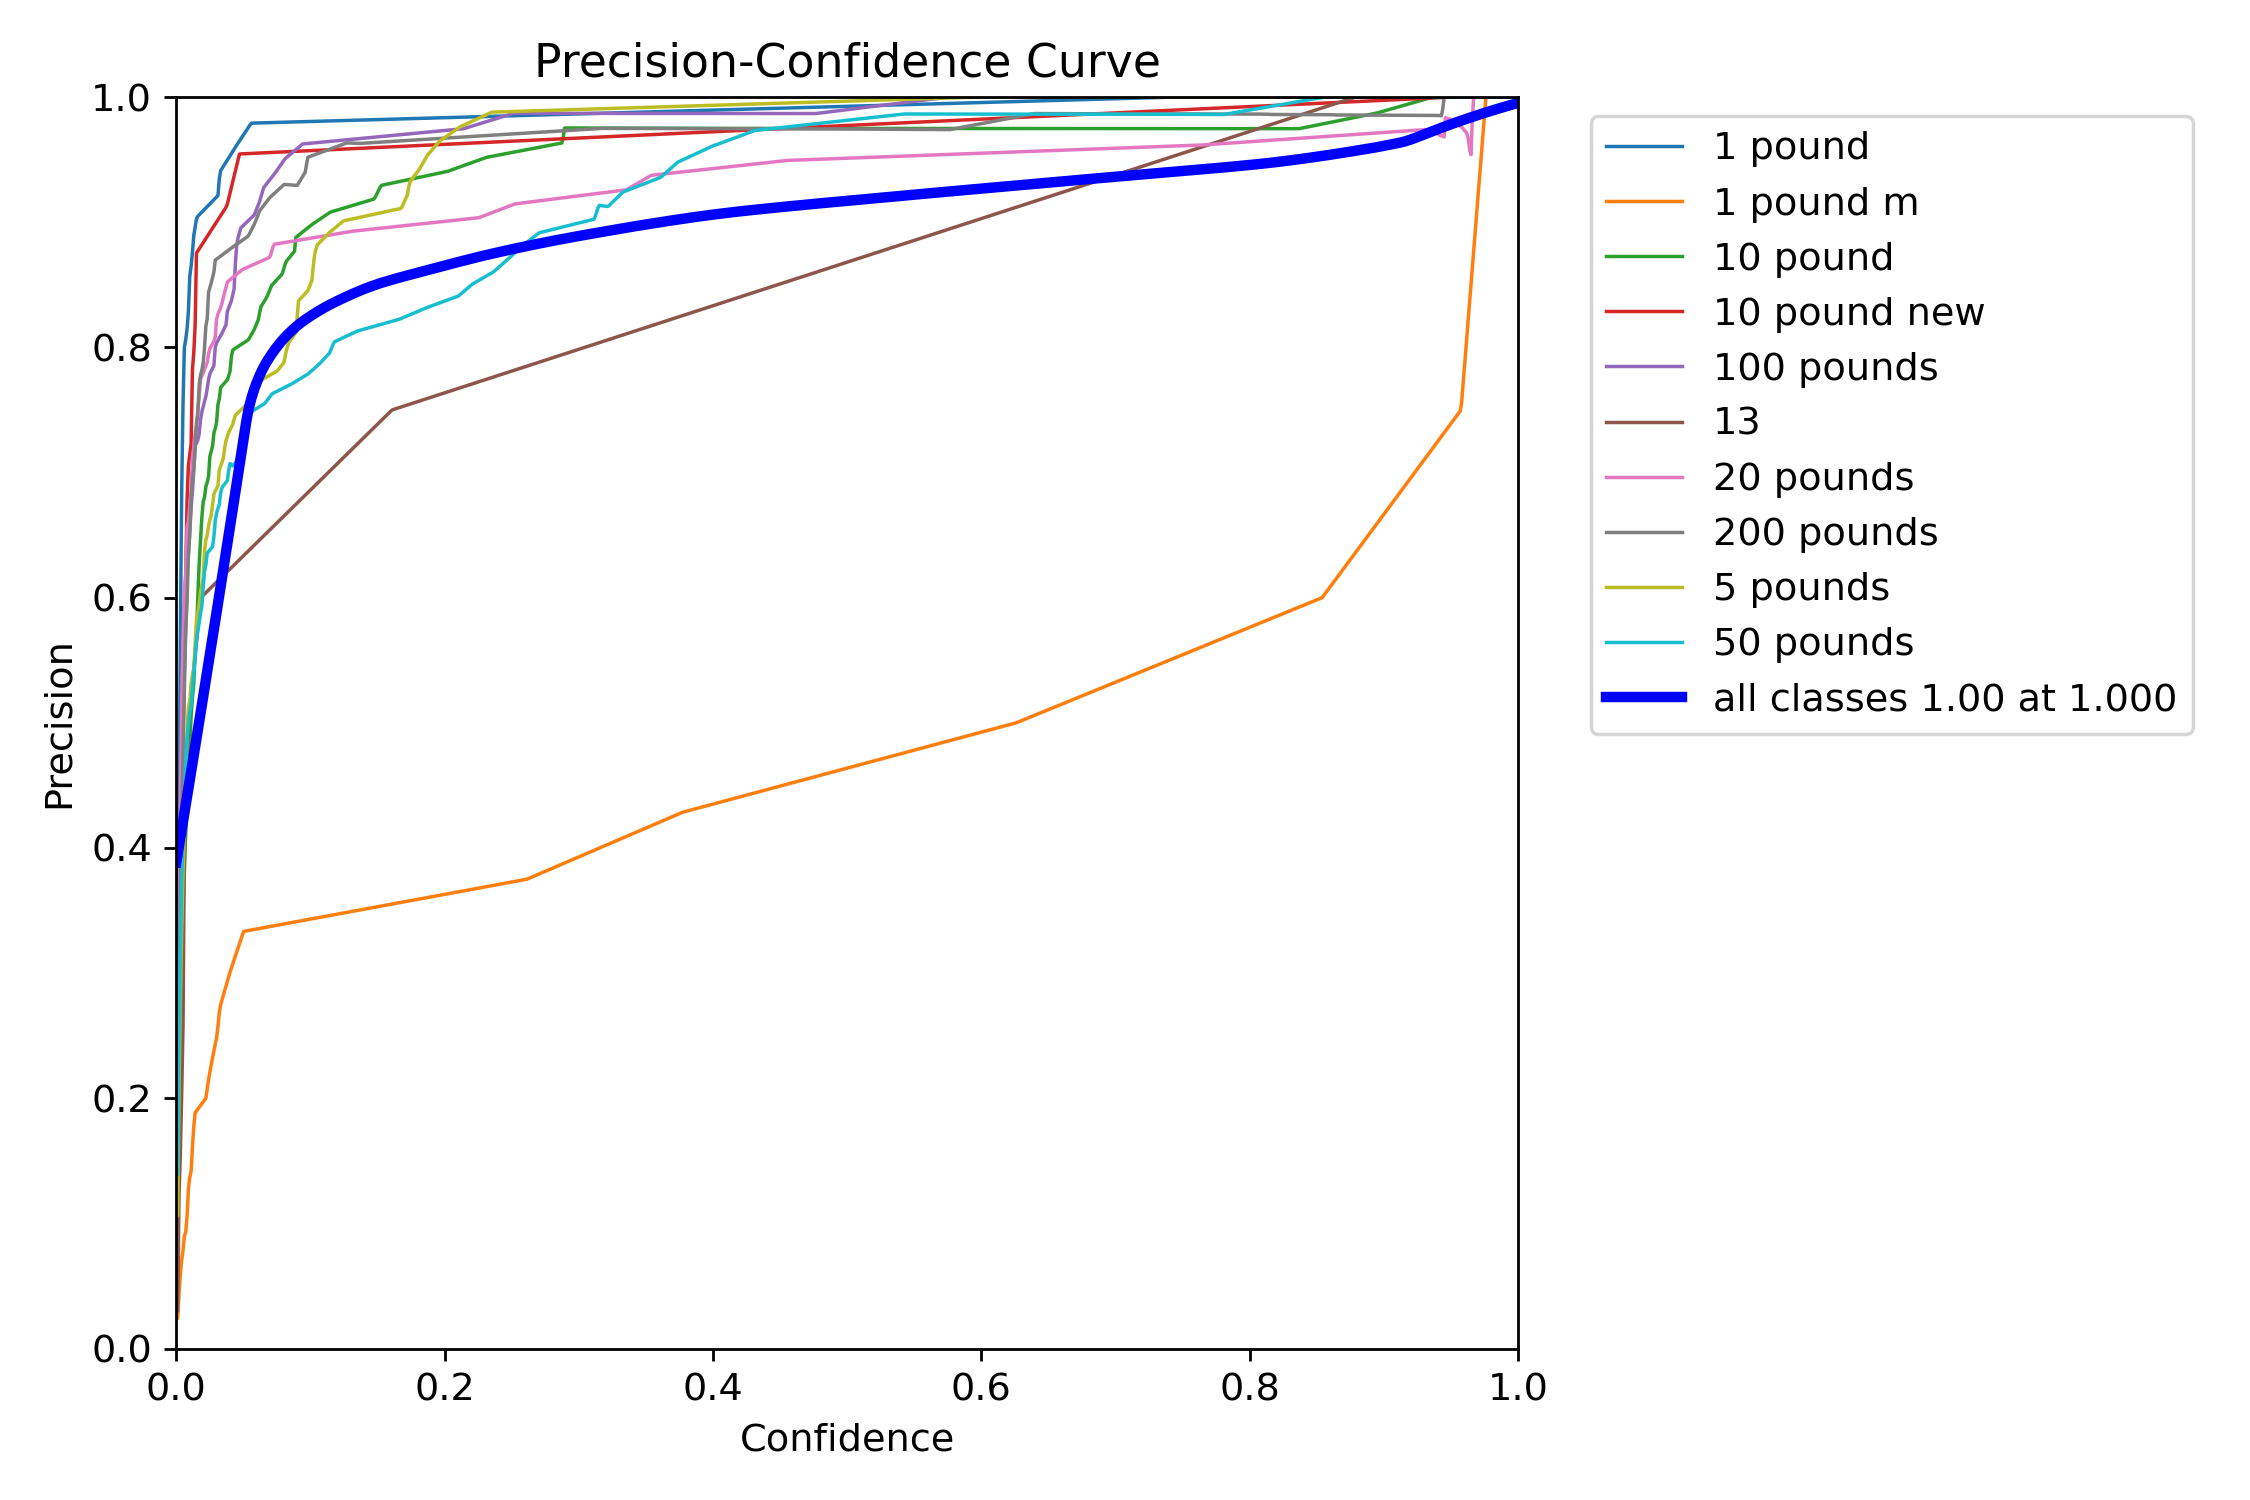 Precision-Confidence Curve
1.0
0.8
0.6
0.4
0.2
0.0
Precision
0.0 0.2 0.4 0.6 0.8 1.0
Confidence
1 pound
1 pound m
10 pound
10 pound new
100 pounds
13
20 pounds
200 pounds
5 pounds
50 pounds
all classes 1.00 at 1.000